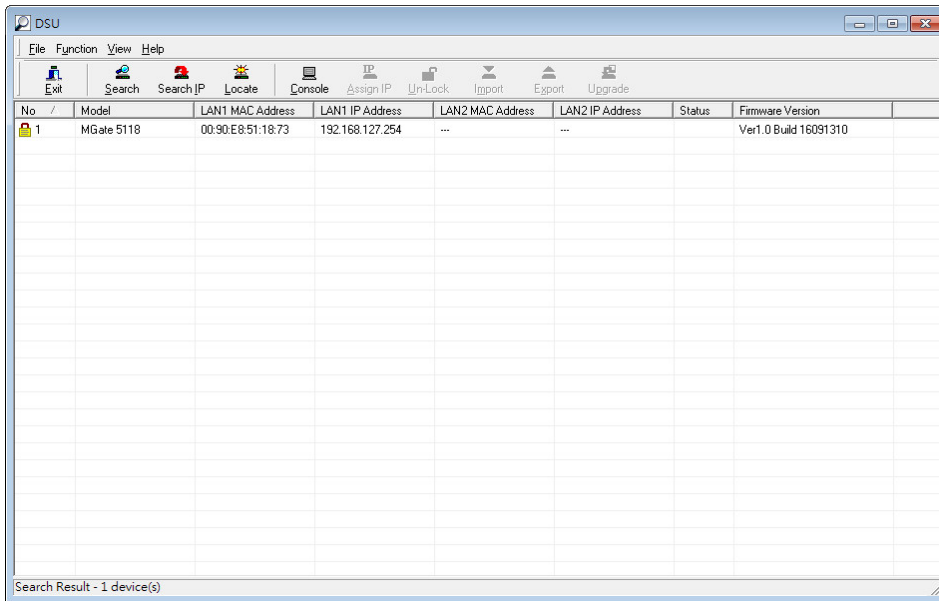 DSU
File Function View Help
Exit Search Search IP Locate Console Assign IP Un-Lock Import Export Upgrade
No Model LAN1 MAC Address LAN1 IP Address LAN2 MAC Address LAN2 IP Address Status Firmware Version
1 MGate 5118 00:90:E8:51:18:73 192.168.127.254 --- --- Ver1.0 Build 16091310
Search Result - 1 device(s)